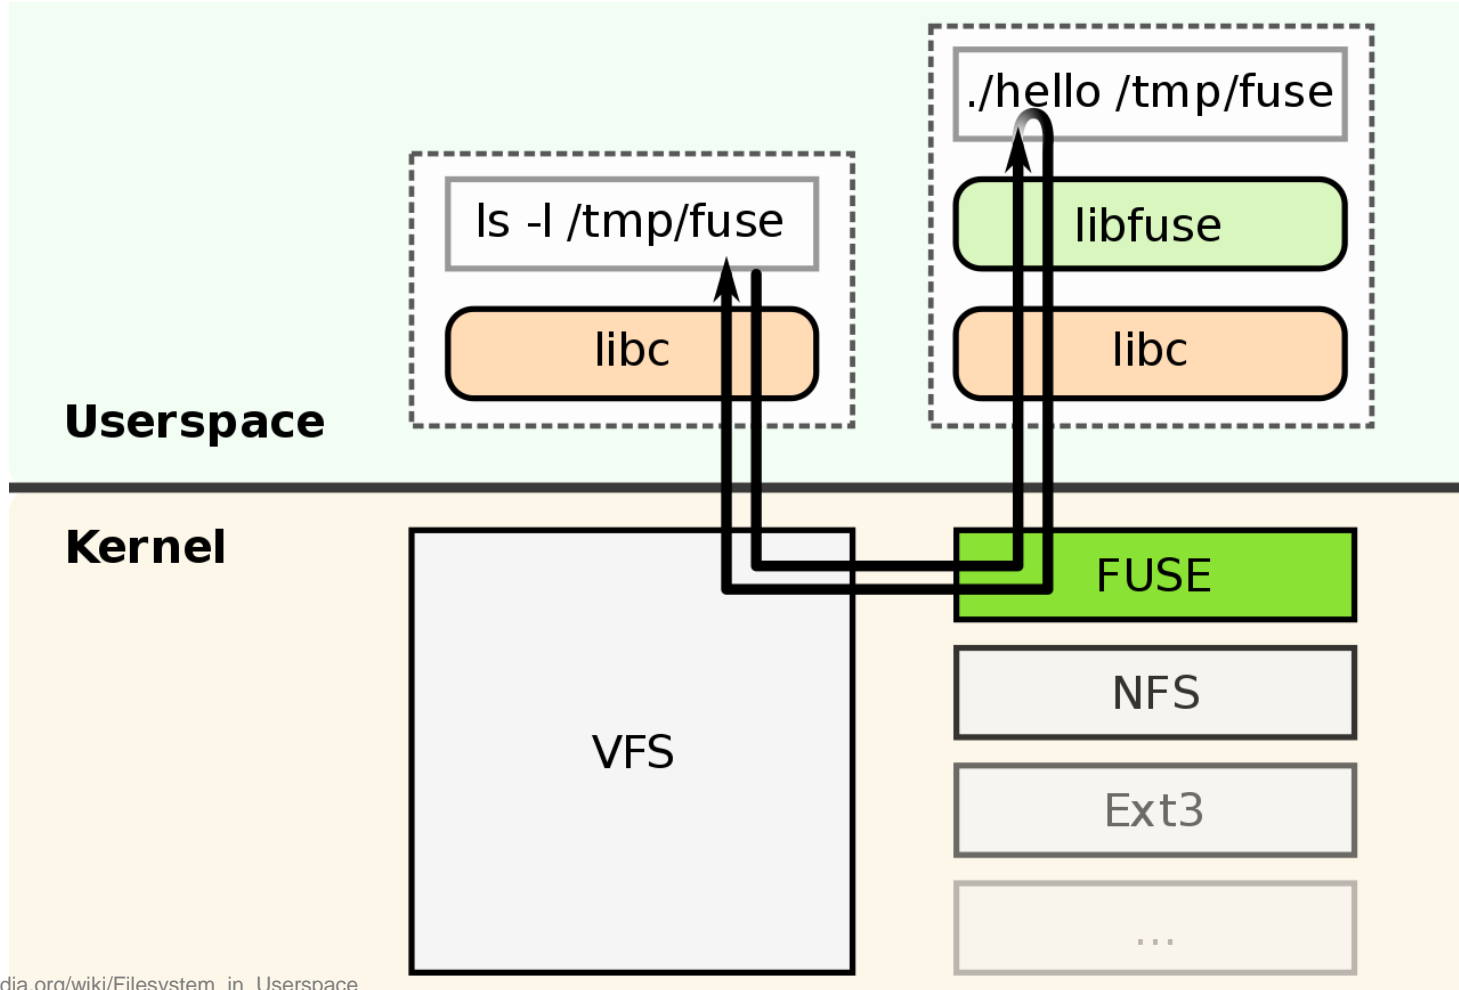 ./hello /tmp/fuse
ls -l /tmp/fuse
libfuse
libc
libc
Userspace
Kernel
FUSE
NFS
VFS
Ext3
...
dia.org/wiki/Filesystem_in_Userspace